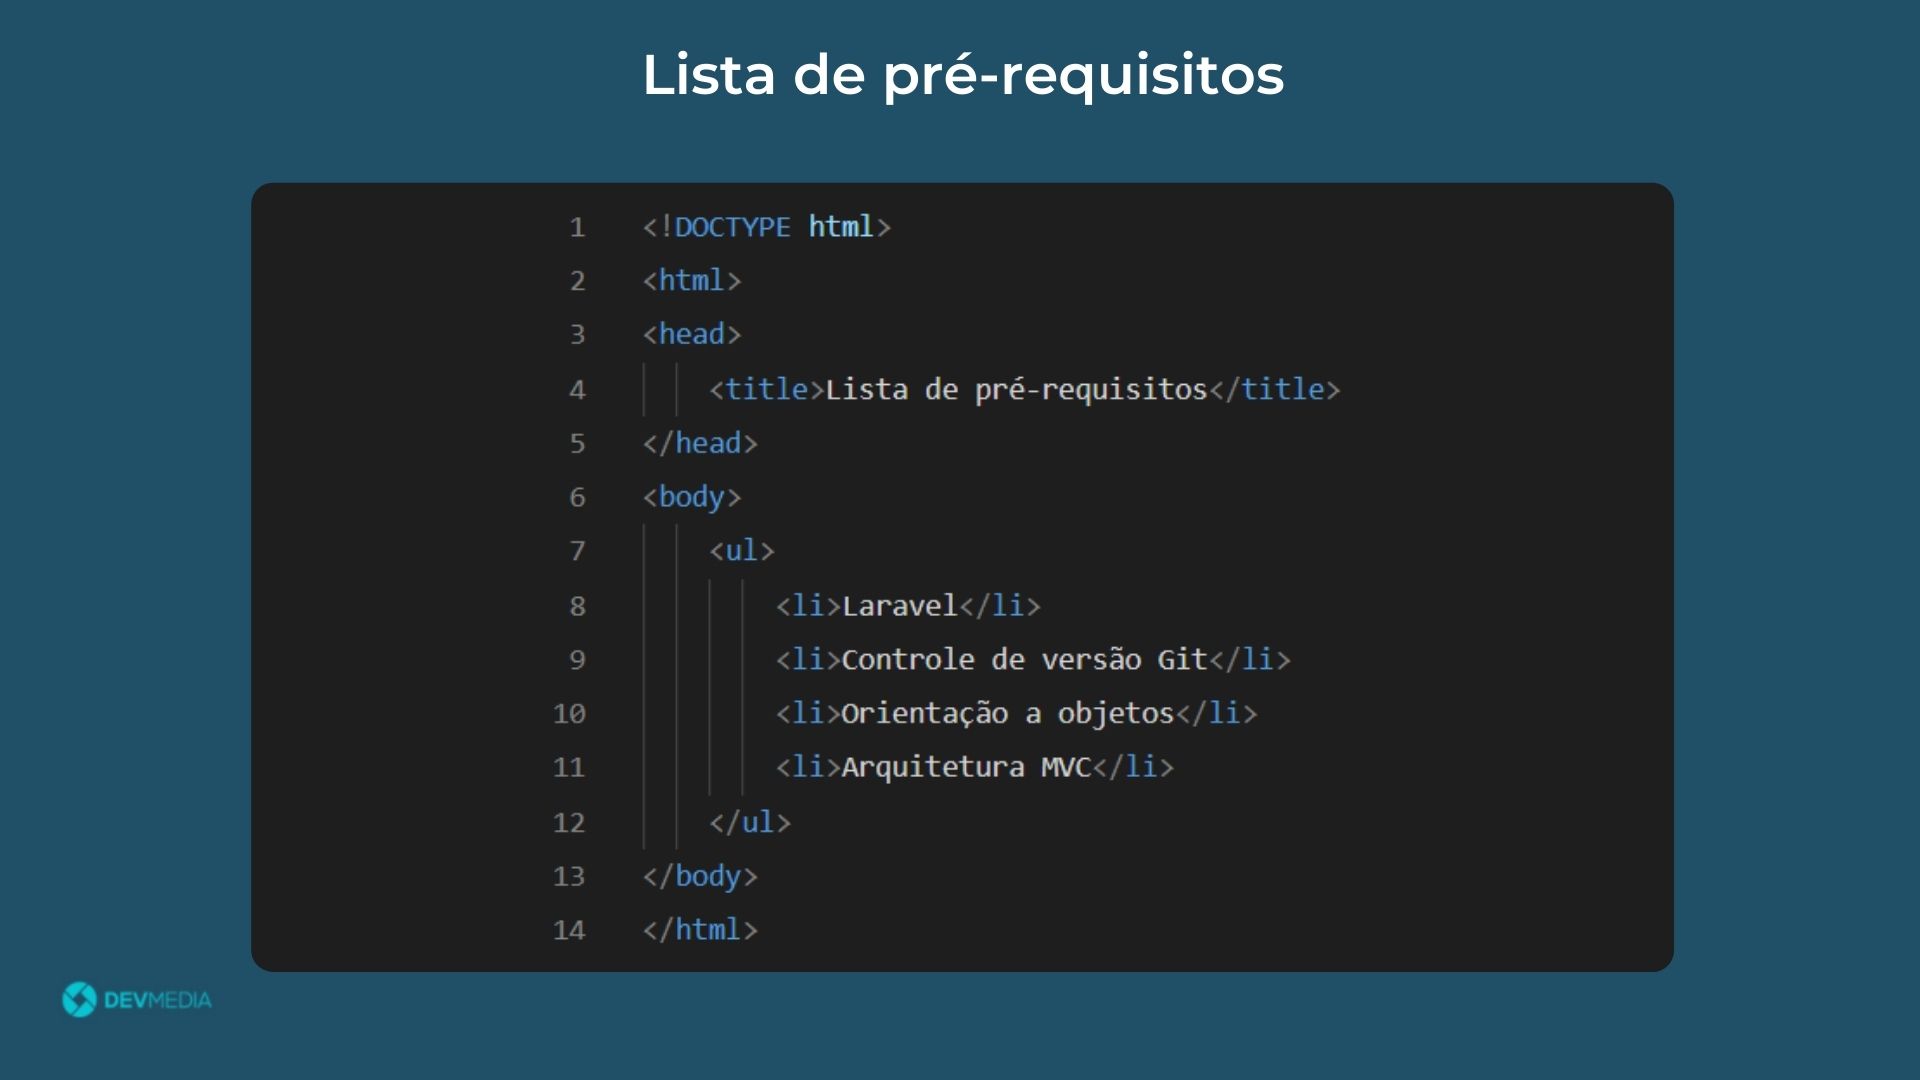 Lista de pré-requisitos
1 <!DOCTYPE html>
2 <html>
3 <head>
4 <title>Lista de pré-requisitos</title>
5 </head>
6 <body>
7 <ul>
8 <li>Laravel</li>
9 <li>Controle de versão Git</li>
10 <li>Orientação a objetos</li>
11 <li>Arquitetura MVC</li>
12 </ul>
13 </body>
14 </html>
DEVMEDIA